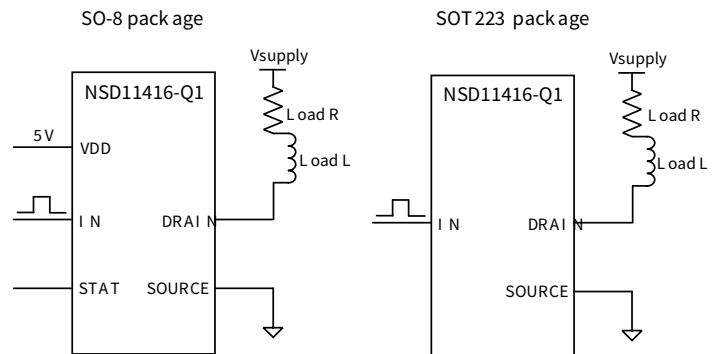 SO-8 package
SOT223 package
Vsupply
NSD11416-Q1
Load R
Load L
5V
VDD
IN
DRAIN
STAT
SOURCE
Vsupply
NSD11416-Q1
Load R
Load L
IN
DRAIN
SOURCE